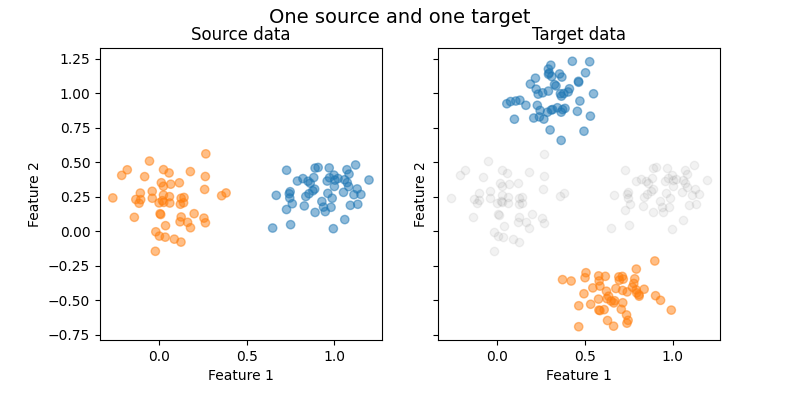 One source and one target
Source data
Target data
1.25
1.00
0.75
0.50
0.25
0.00
−0.25
−0.50
−0.75
Feature 2
Feature 2
0.0 0.5 1.0
0.0 0.5 1.0
Feature 1
Feature 1